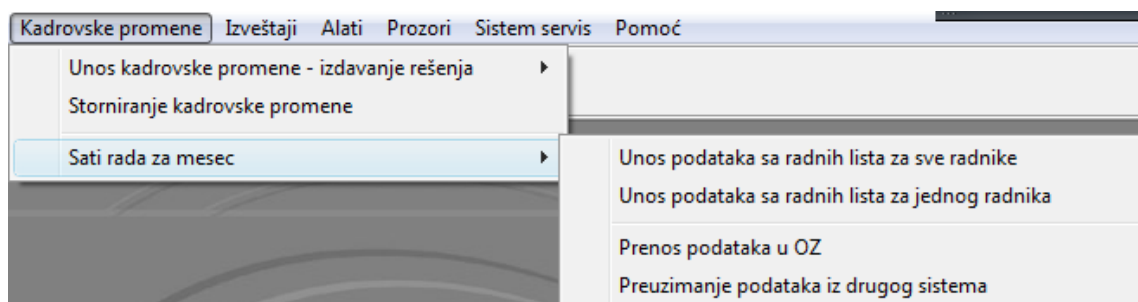 Kadrovske promene Izveštaji Alati Prozori Sistem servis Pomoć
Unos kadrovske promene - izdavanje rešenja
Storniranje kadrovske promene
Sati rada za mesec
Unos podataka sa radnih lista za sve radnike
Unos podataka sa radnih lista za jednog radnika
Prenos podataka u OZ
Preuzimanje podataka iz drugog sistema